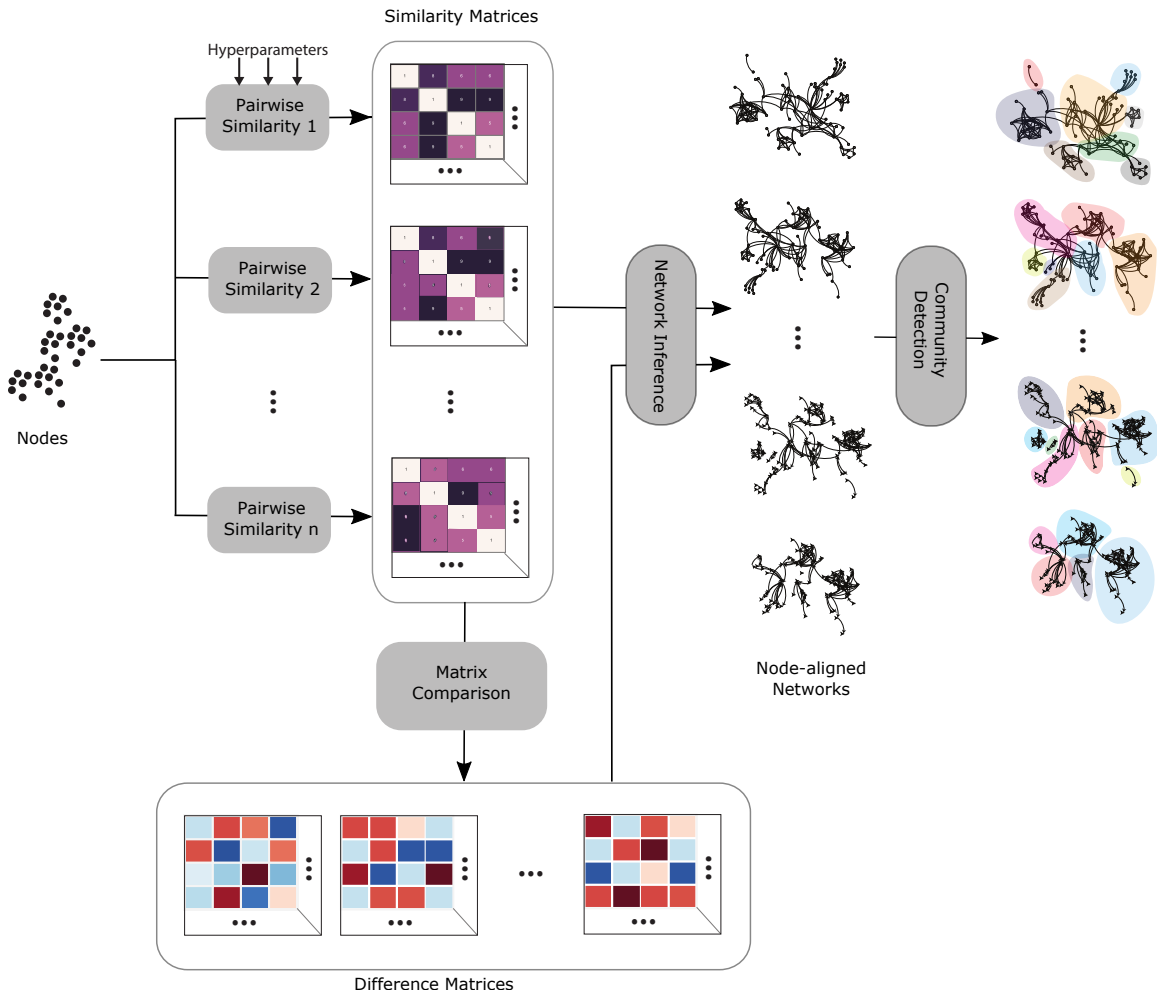 Similarity Matrices
Hyperparameters
Pairwise
Similarity 1
Pairwise
Similarity 2
Nodes
Pairwise
Similarity n
Network Inference
Community
Detection
Matrix
Comparison
Node-aligned
Networks
Difference Matrices